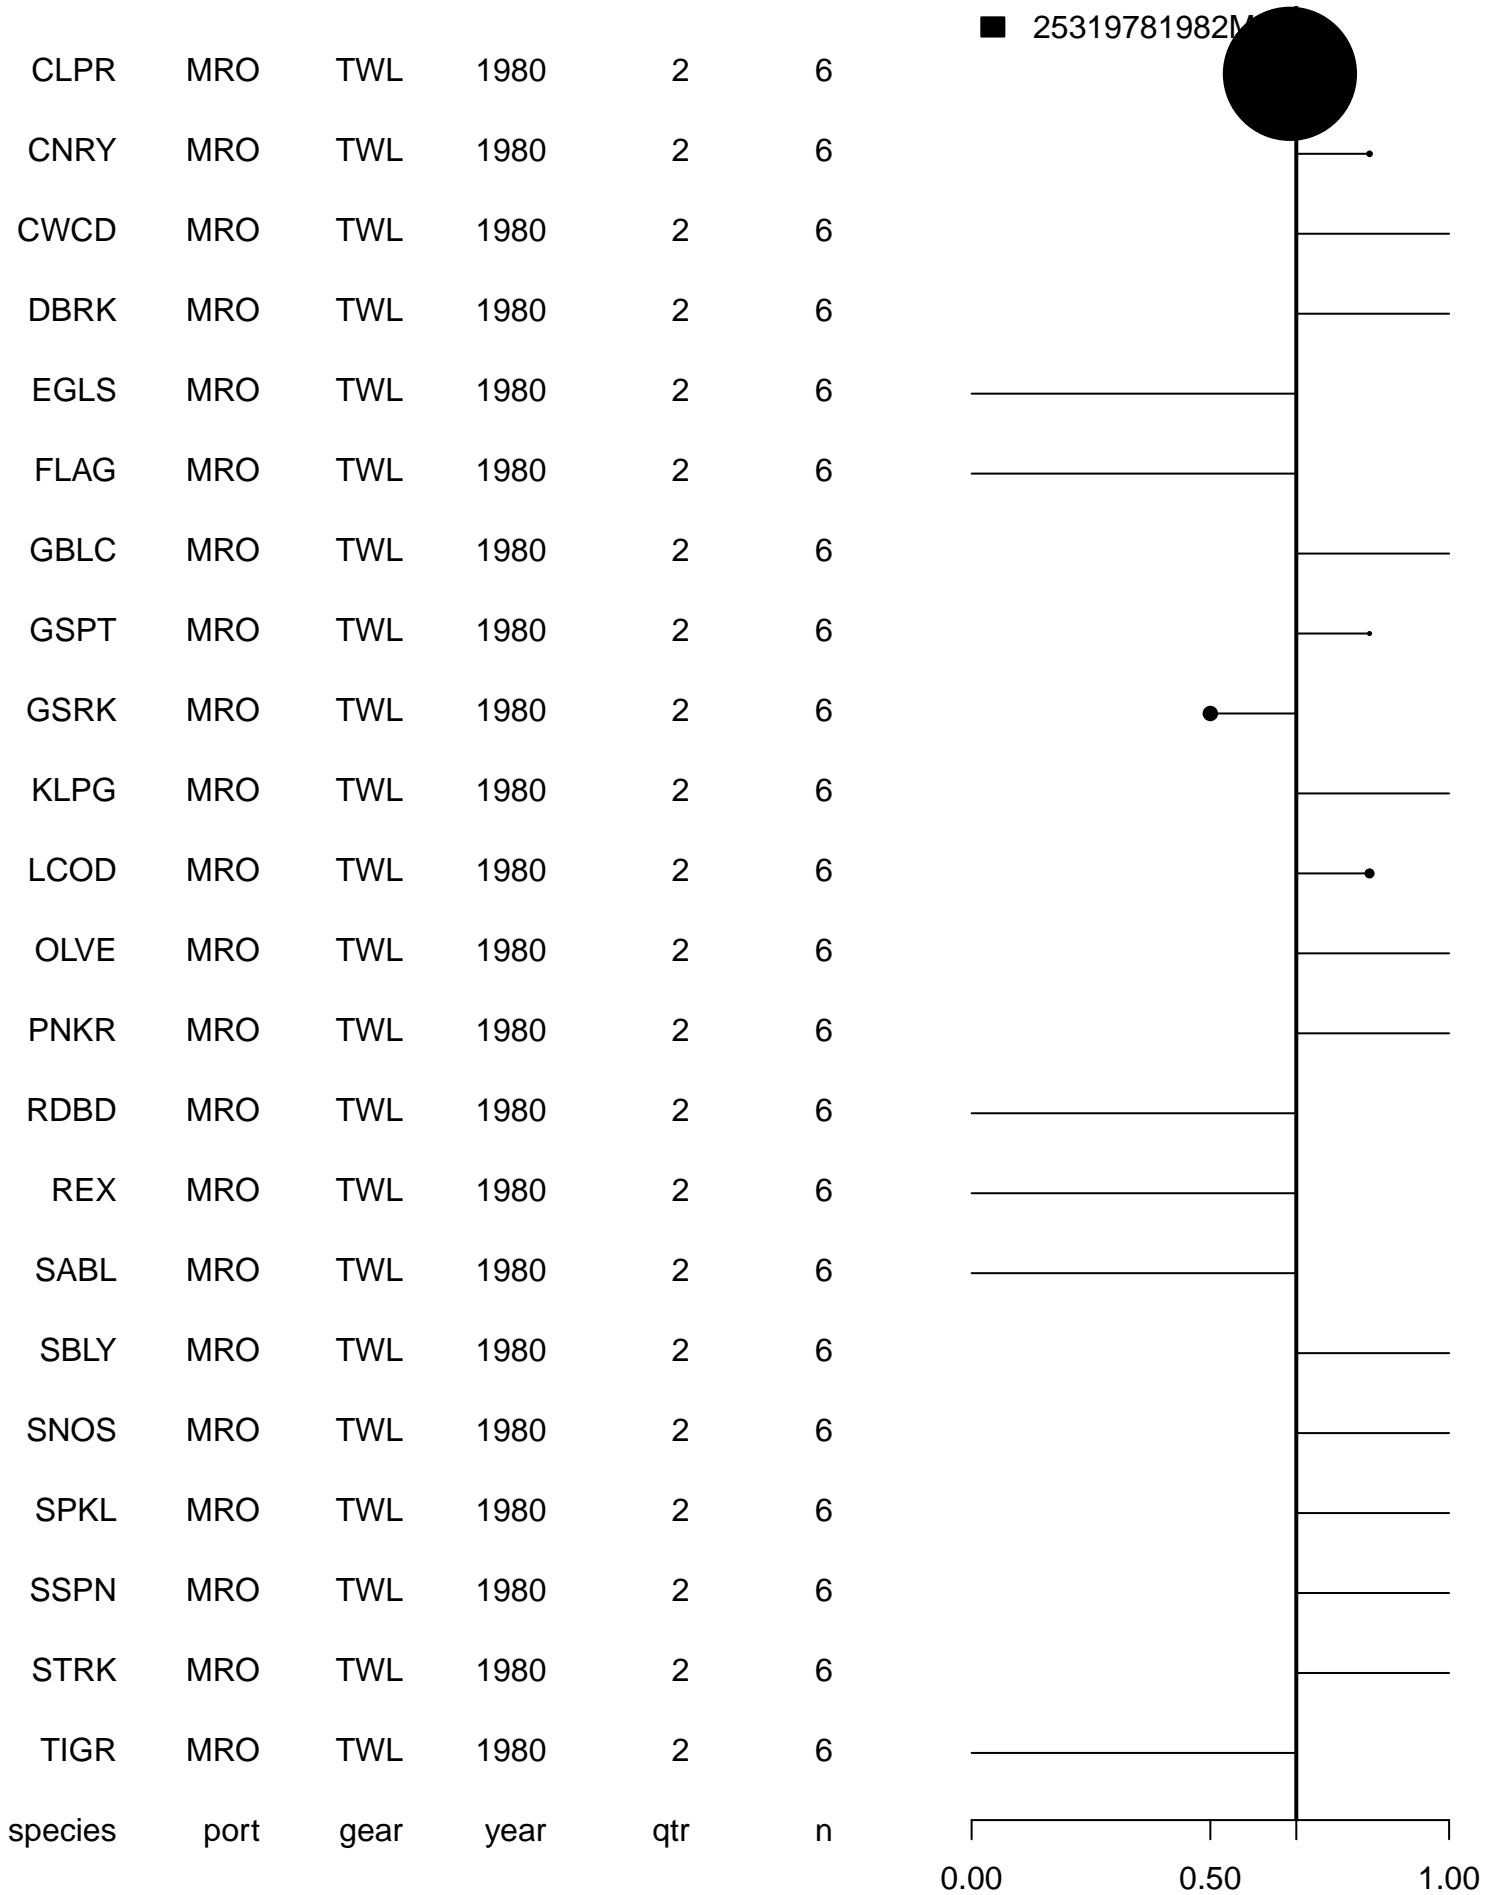 25319781982M
CLPR MRO TWL 1980 2 6
CNRY MRO TWL 1980 2 6
CWCD MRO TWL 1980 2 6
DBRK MRO TWL 1980 2 6
EGLS MRO TWL 1980 2 6
FLAG MRO TWL 1980 2 6
GBLC MRO TWL 1980 2 6
GSPT MRO TWL 1980 2 6
GSRK MRO TWL 1980 2 6
KLPG MRO TWL 1980 2 6
LCOD MRO TWL 1980 2 6
OLVE MRO TWL 1980 2 6
PNKR MRO TWL 1980 2 6
RDBD MRO TWL 1980 2 6
REX MRO TWL 1980 2 6
SABL MRO TWL 1980 2 6
SBLY MRO TWL 1980 2 6
SNOS MRO TWL 1980 2 6
SPKL MRO TWL 1980 2 6
SSPN MRO TWL 1980 2 6
STRK MRO TWL 1980 2 6
TIGR MRO TWL 1980 2 6
species port gear year qtr n
0.00 0.50 1.00